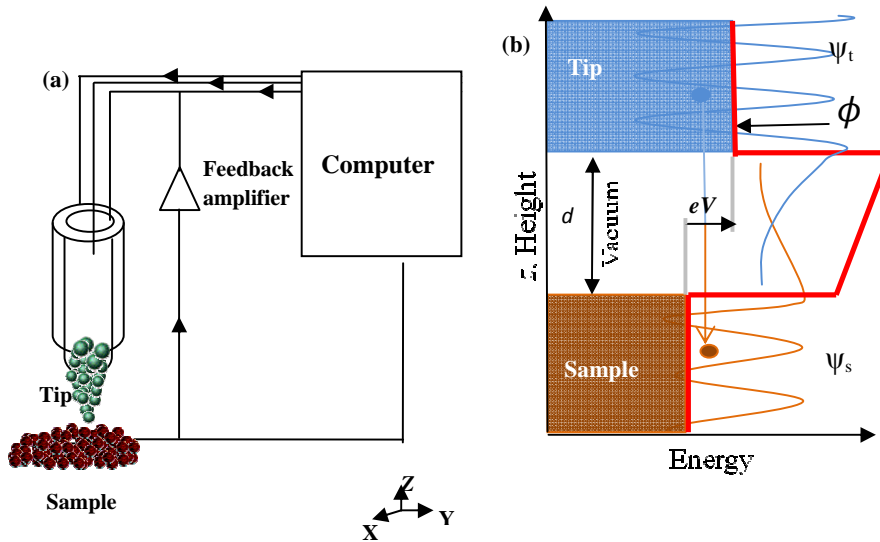 (a)
Computer
Feedback
amplifier
Tip
Sample
Z
X
Y
(b)
z, Height
Tip
ψt
ϕ
d
Vacuum
eV
Sample
ψs
Energy